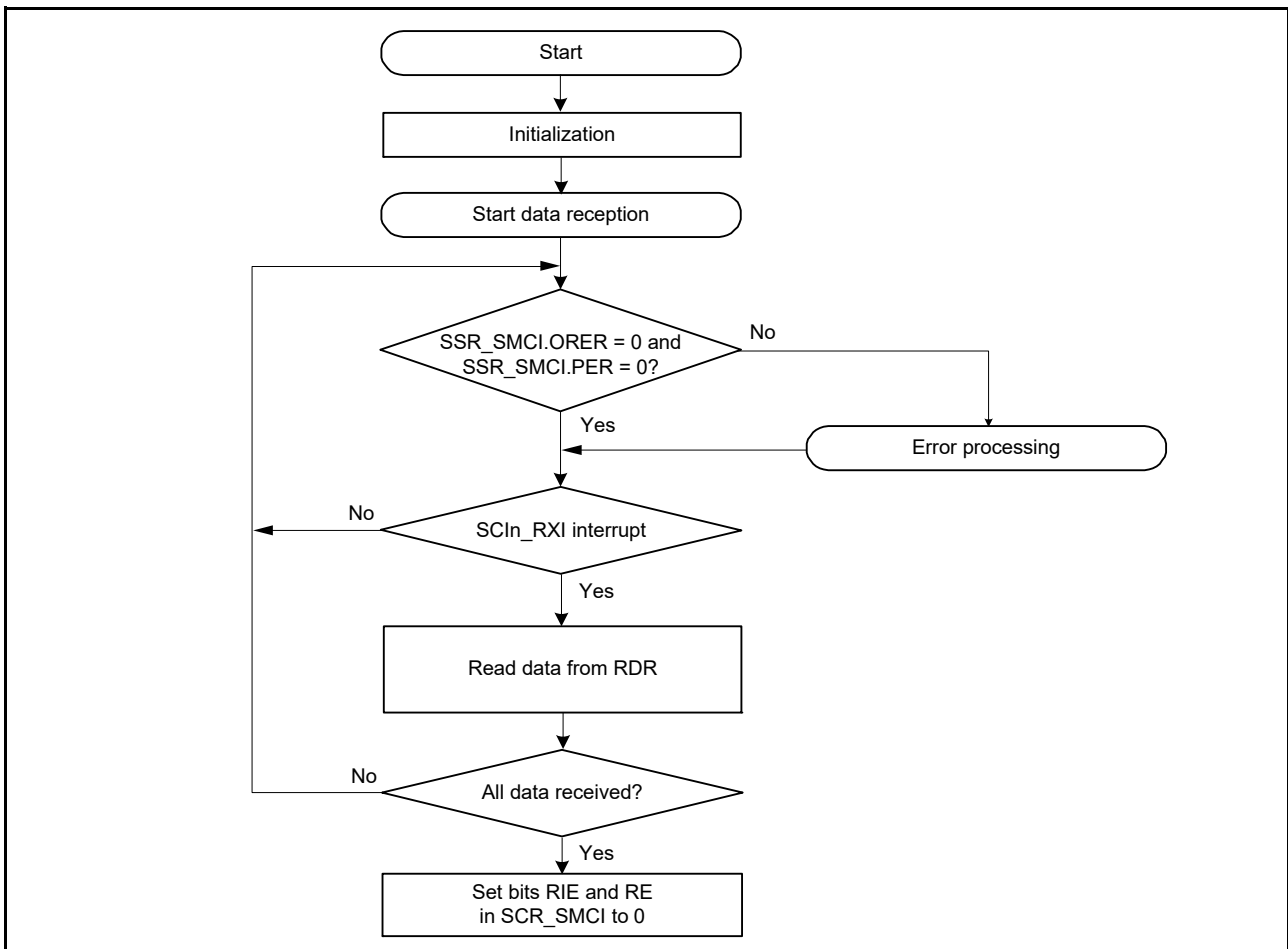 Start
Initialization
Start data reception
SSR_SMCI.ORER = 0 and
SSR_SMCI.PER = 0?
No
Yes
Error processing
No
SCIn_RXI interrupt
Yes
Read data from RDR
No
All data received?
Yes
Set bits RIE and RE
in SCR_SMCI to 0